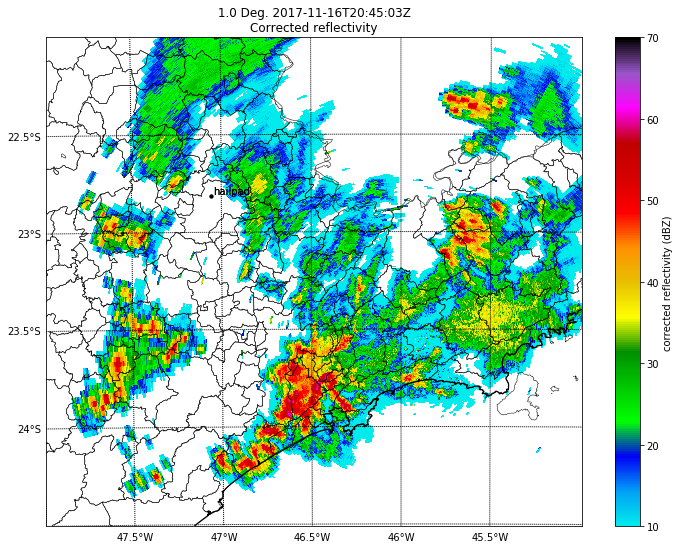 1.0 Deg. 2017-11-16T20:45:03Z
Corrected reflectivity
22.5°S
23°S
23.5°S
24°S
hailpad
47.5°W
47°W
46.5°W
46°W
45.5°W
70
60
50
40
30
20
10
corrected reflectivity (dBZ)